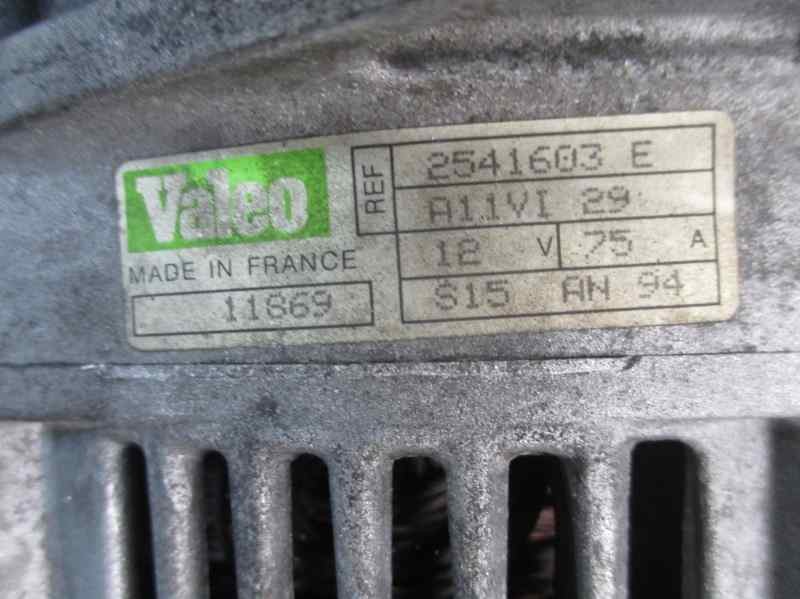 Valeo
MADE IN FRANCE
11869
REF
2541603 E
A11VI 29
12 V 75 A
S15 AN 94